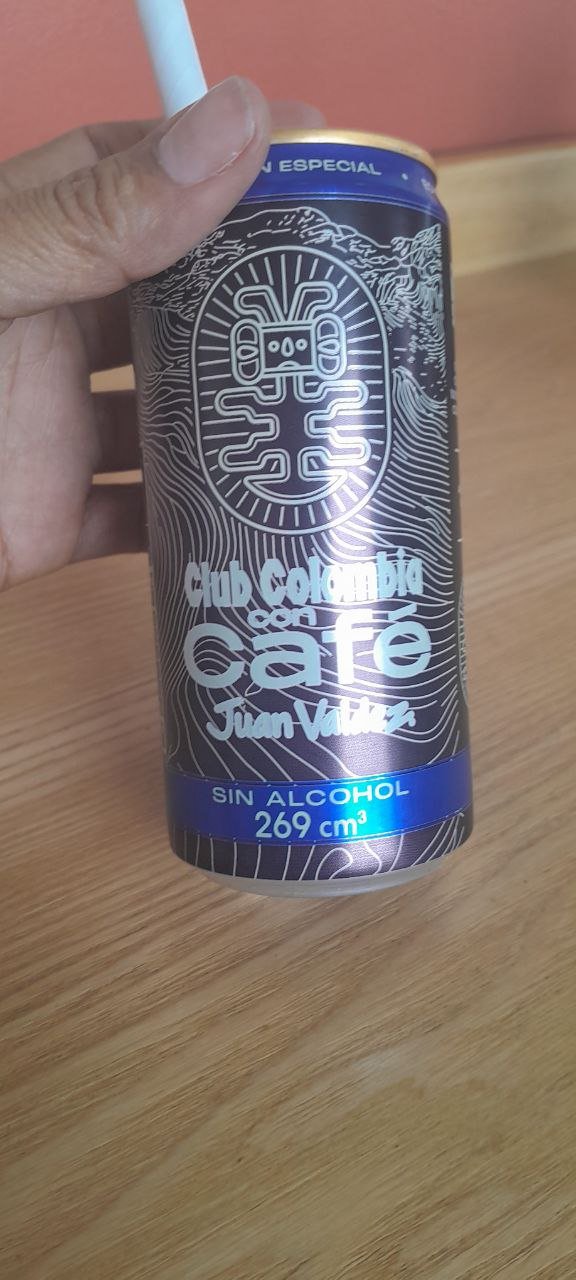 N ESPECIAL
Club Colombia
con
café
Juan Valdez.
SIN ALCOHOL
269 cm³